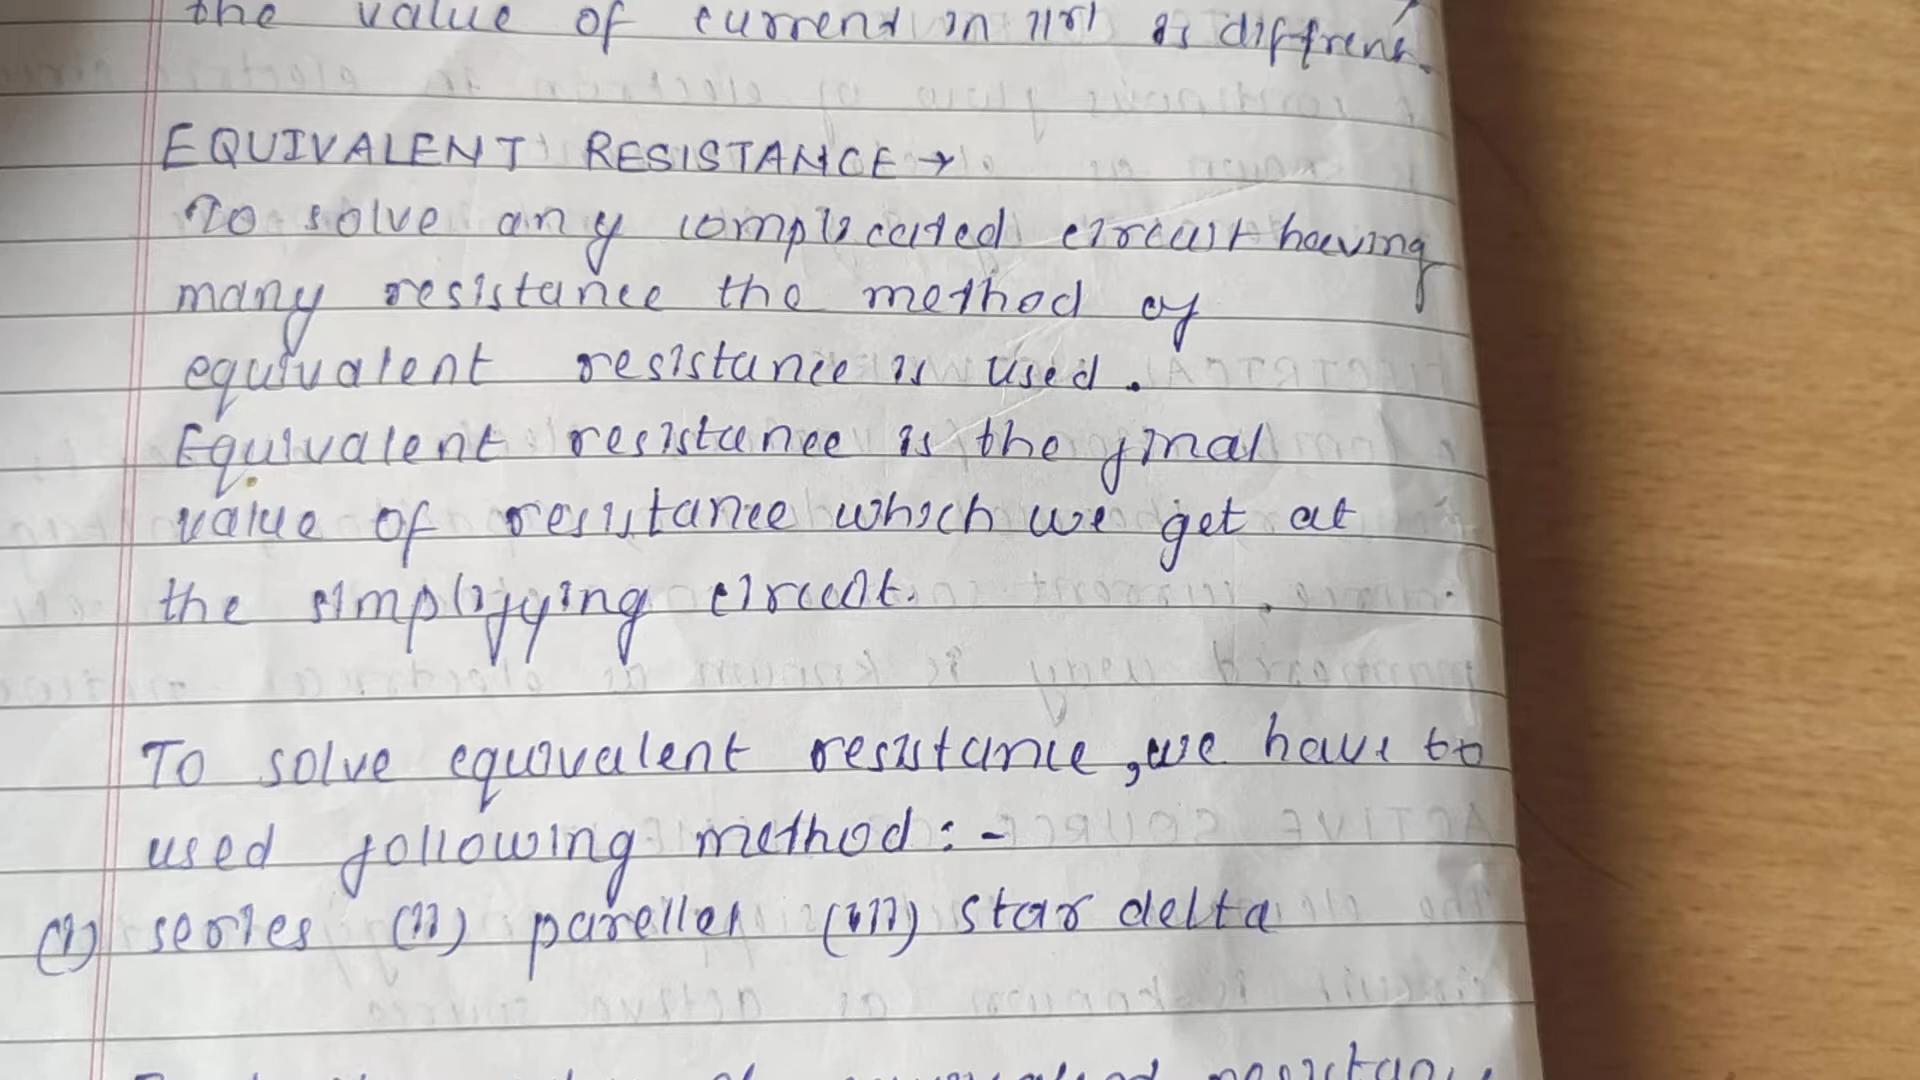 the value of current in it is diffrent.
EQUIVALENT RESISTANCE →
To solve any complicated circuit having
many resistance the method of
equivalent resistance is used.
Equivalent resistance is the final
value of resistance which we get at
the simplifying circuit.
To solve equivalent resistance, we have to
used following method:-
(i) series (ii) pareller (iii) star delta